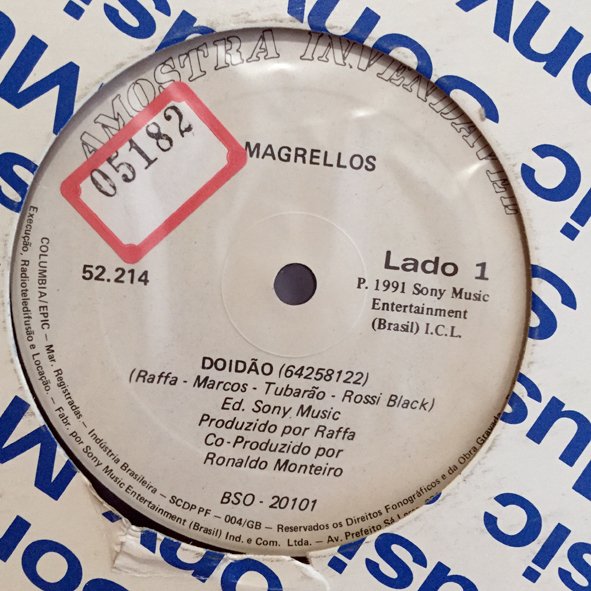 AMOSTRA INVENDÁVEL
05182
MAGRELLOS
52.214
Lado 1
P. 1991 Sony Music
Entertainment
(Brasil) I.C.L.
DOIDÃO (64258122)
(Raffa - Marcos - Tubarão - Rossi Black)
Ed. Sony Music
Produzido por Raffa
Co-Produzido por
Ronaldo Monteiro
BSO - 20101
COLUMBIA/EPIC - Mar. Registradas - Indústria Brasileira - SCDP PF - 004/GB - Reservados os Direitos Fonográficos e da Obra Gravada
Execução, Radioteledifusão e Locação. - Fabr. por Sony Music Entertainment (Brasil) Ind. e Com. Ltda. - Av. Prefeito Sá
Sony Music